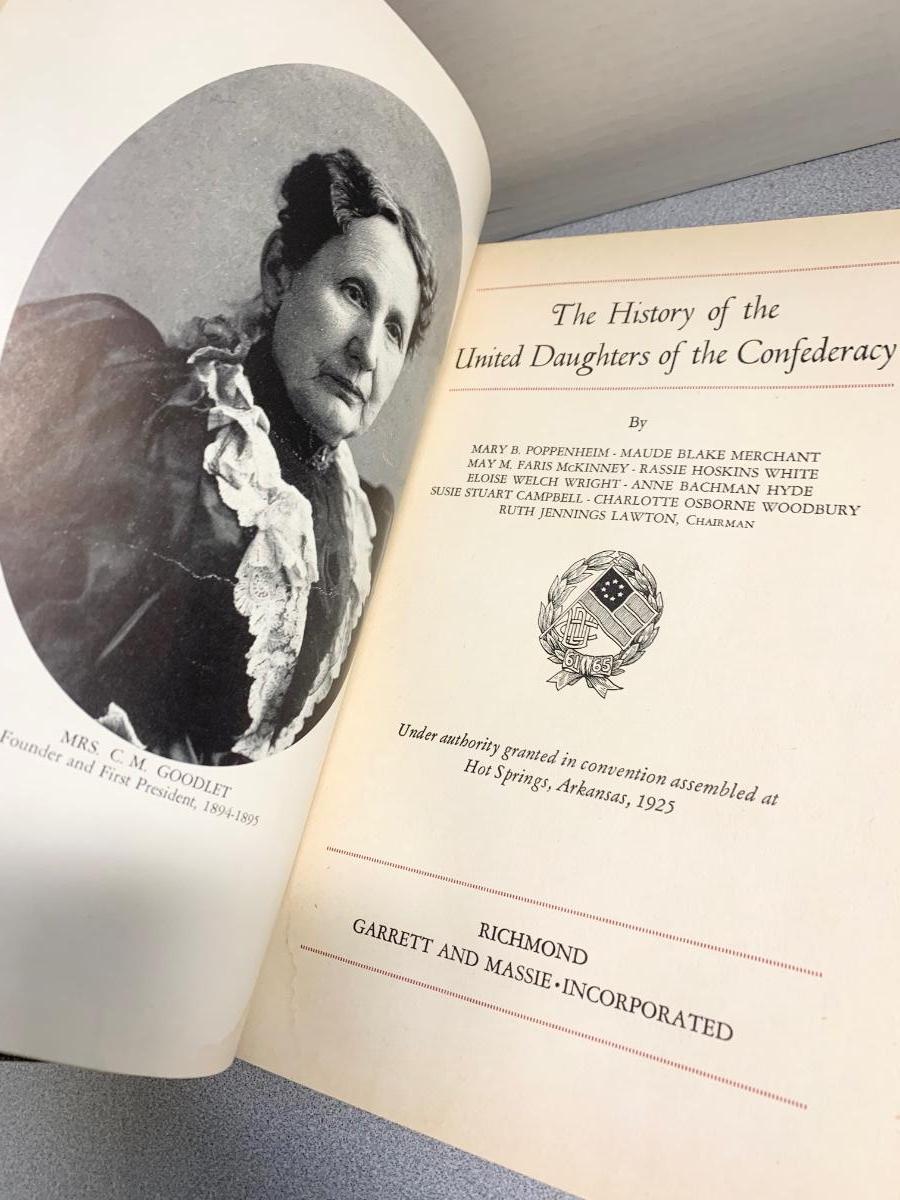 MRS. C. M. GOODLET
Founder and First President, 1894-1895
The History of the
United Daughters of the Confederacy
By
MARY B. POPPENHEIM - MAUDE BLAKE MERCHANT
MAY M. FARIS McKINNEY - RASSIE HOSKINS WHITE
ELOISE WELCH WRIGHT - ANNE BACHMAN HYDE
SUSIE STUART CAMPBELL - CHARLOTTE OSBORNE WOODBURY
RUTH JENNINGS LAWTON, CHAIRMAN
UDC
61 65
Under authority granted in convention assembled at
Hot Springs, Arkansas, 1925
RICHMOND
GARRETT AND MASSIE • INCORPORATED